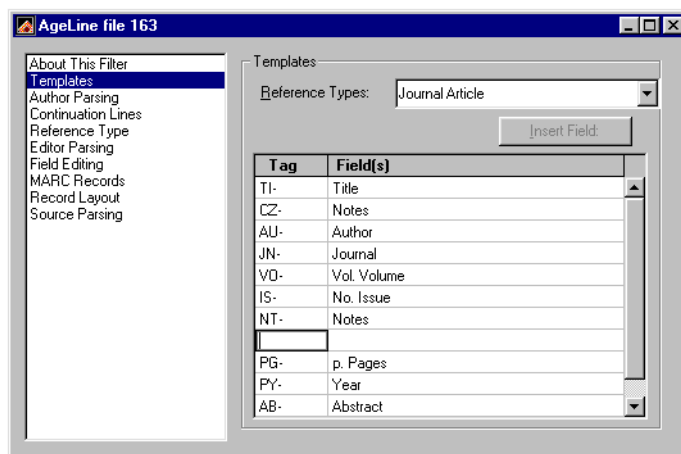 AgeLine file 163
About This Filter
Templates
Author Parsing
Continuation Lines
Reference Type
Editor Parsing
Field Editing
MARC Records
Record Layout
Source Parsing
Templates
Reference Types: Journal Article
Insert Field:
Tag Field(s)
TI- Title
CZ- Notes
AU- Author
JN- Journal
VO- Vol. Volume
IS- No. Issue
NT- Notes
PG- p. Pages
PY- Year
AB- Abstract